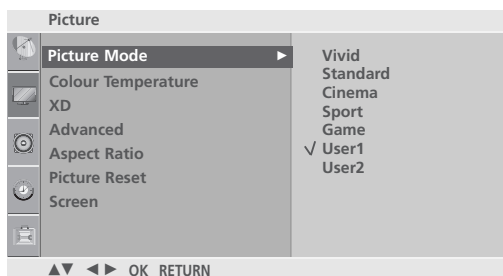 Picture
Picture Mode ►
Colour Temperature
XD
Advanced
Aspect Ratio
Picture Reset
Screen
Vivid
Standard
Cinema
Sport
Game
√ User1
User2
▲▼ ◄► OK RETURN